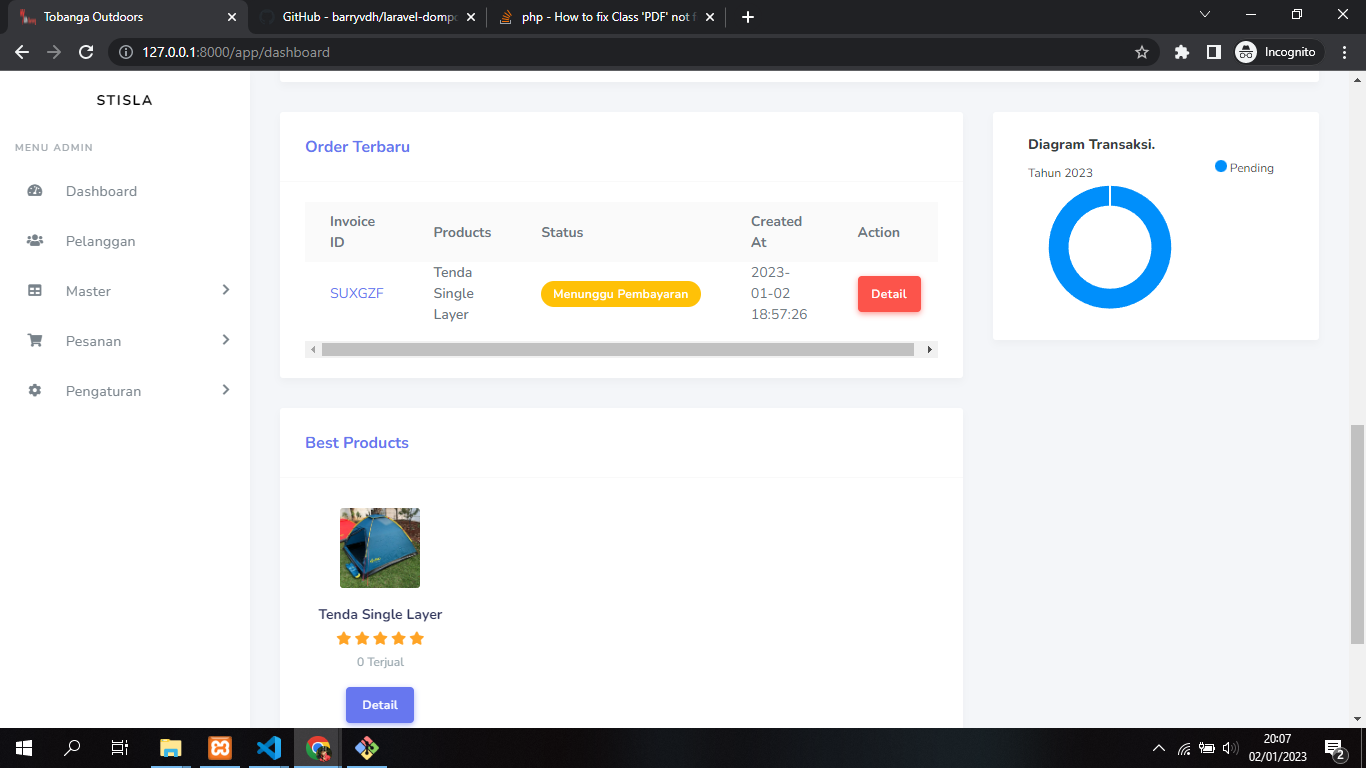 Tobanga Outdoors
GitHub - barryvdh/laravel-dompd
php - How to fix Class 'PDF' not f
127.0.0.1:8000/app/dashboard
Incognito
STISLA
MENU ADMIN
Dashboard
Pelanggan
Master
Pesanan
Pengaturan
Order Terbaru
Invoice ID
Products
Status
Created At
Action
SUXGZF
Tenda
Single
Layer
Menunggu Pembayaran
2023-
01-02
18:57:26
Detail
Diagram Transaksi.
Tahun 2023
Pending
Best Products
Tenda Single Layer
0 Terjual
Detail
20:07
02/01/2023
2